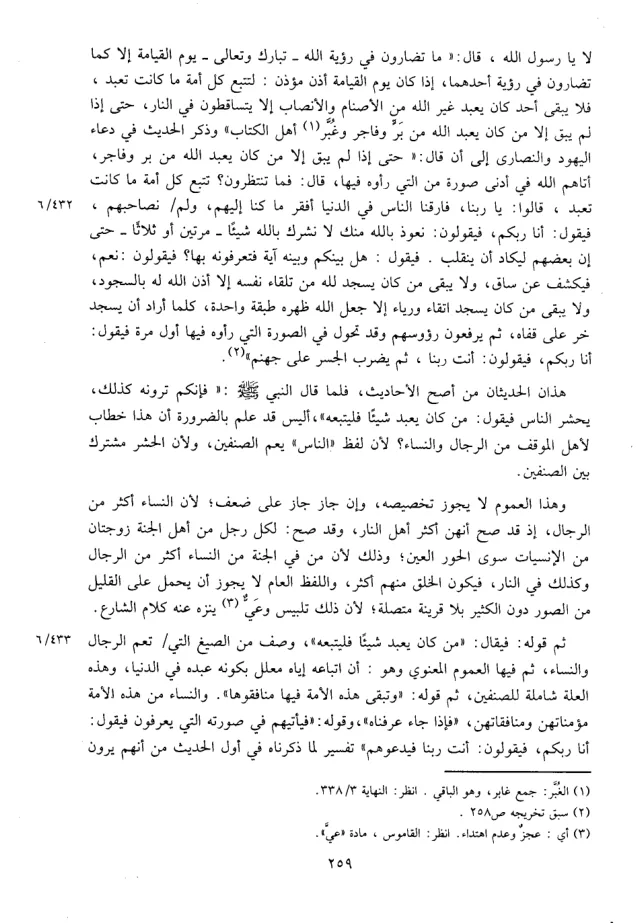 لا يا رسول الله ، قال : « ما تضارون في رؤية الله ـ تبارك وتعالى ـ يوم القيامة إلا كما
تضارون في رؤية أحدهما، إذا كان يوم القيامة أذن مؤذن : لتتبع كل أمة ما كانت تعبد ،
فلا يبقى أحد كان يعبد غير الله من الأصنام والأنصاب إلا يتساقطون في النار، حتى إذا
لم يبق إلا من كان يعبد الله من بَرٍّ وفاجر وغُبَّر(١) أهل الكتاب» وذكر الحديث في دعاء
اليهود والنصارى إلى أن قال : « حتى إذا لم يبق إلا من كان يعبد الله من بر وفاجر،
أتاهم الله في أدنى صورة من التي رأوه فيها، قال: فما تنتظرون؟ تتبع كل أمة ما كانت
تعبد ، قالوا: يا ربنا، فارقنا الناس في الدنيا أفقر ما كنا إليهم، ولم/ نصاحبهم ، ٦/٤٣٢
فيقول: أنا ربكم، فيقولون: نعوذ بالله منك لا نشرك بالله شيئًا ـ مرتين أو ثلاثًا ـ حتى
إن بعضهم ليكاد أن ينقلب . فيقول : هل بينكم وبينه آية فتعرفونه بها؟ فيقولون :نعم،
فيكشف عن ساق، ولا يبقى من كان يسجد لله من تلقاء نفسه إلا أذن الله له بالسجود،
ولا يبقى من كان يسجد اتقاء ورياء إلا جعل الله ظهره طبقة واحدة، كلما أراد أن يسجد
خر على قفاه، ثم يرفعون رؤوسهم وقد تحول في الصورة التي رأوه فيها أول مرة فيقول:
أنا ربكم، فيقولون: أنت ربنا ، ثم يضرب الجسر على جهنم»(٢).
هذان الحديثان من أصح الأحاديث، فلما قال النبي ﷺ : « فإنكم ترونه كذلك،
يحشر الناس فيقول: من كان يعبد شيئًا فليتبعه»،أليس قد علم بالضرورة أن هذا خطاب
لأهل الموقف من الرجال والنساء؟ لأن لفظ «الناس» يعم الصنفين، ولأن الحشر مشترك
بين الصنفين.
وهذا العموم لا يجوز تخصيصه، وإن جاز جاز على ضعف؛ لأن النساء أكثر من
الرجال، إذ قد صح أنهن أكثر أهل النار، وقد صح: لكل رجل من أهل الجنة زوجتان
من الإنسيات سوى الحور العين؛ وذلك لأن من في الجنة من النساء أكثر من الرجال
وكذلك في النار، فيكون الخلق منهم أكثر، واللفظ العام لا يجوز أن يحمل على القليل
من الصور دون الكثير بلا قرينة متصلة؛ لأن ذلك تلبيس وعَيٌّ(٣) ينزه عنه كلام الشارع.
ثم قوله: فيقال: «من كان يعبد شيئًا فليتبعه»، وصف من الصيغ التي/ تعم الرجال ٦/٤٣٣
والنساء، ثم فيها العموم المعنوي وهو : أن اتباعه إياه معلل بكونه عبده في الدنيا، وهذه
العلة شاملة للصنفين، ثم قوله: «وتبقى هذه الأمة فيها منافقوها». والنساء من هذه الأمة
مؤمناتهن ومنافقاتهن، «فإذا جاء عرفناه»،وقوله:«فيأتيهم في صورته التي يعرفون فيقول:
أنا ربكم، فيقولون: أنت ربنا فيدعوهم» تفسير لما ذكرناه في أول الحديث من أنهم يرون
(١) الغُبَّر: جمع غابر، وهو الباقي . انظر: النهاية ٣/ ٣٣٨.
(٢) سبق تخريجه ص٢٥٨ .
(٣) أي : عجزٌ وعدم اهتداء. انظر: القاموس ، مادة «عيَّ».
٢٥٩